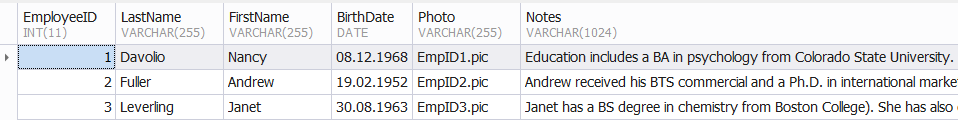 EmployeeID LastName FirstName BirthDate Photo Notes
INT(11) VARCHAR(255) VARCHAR(255) DATE VARCHAR(255) VARCHAR(1024)
1 Davolio Nancy 08.12.1968 EmpID1.pic Education includes a BA in psychology from Colorado State University.
2 Fuller Andrew 19.02.1952 EmpID2.pic Andrew received his BTS commercial and a Ph.D. in international marke
3 Leverling Janet 30.08.1963 EmpID3.pic Janet has a BS degree in chemistry from Boston College). She has also